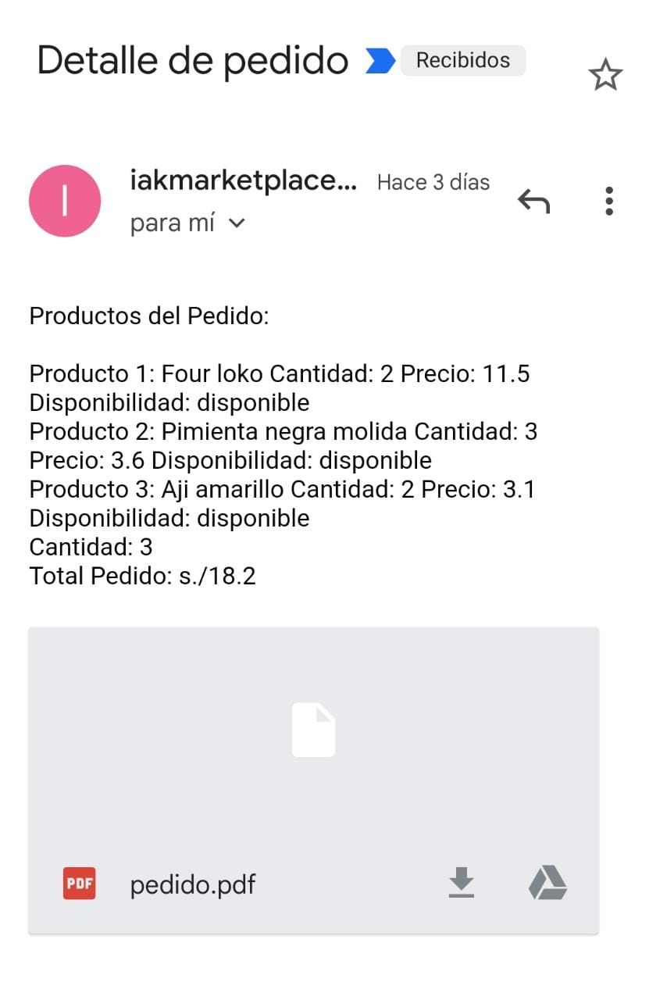 Detalle de pedido Recibidos
I
iakmarketplace... Hace 3 días
para mí
Productos del Pedido:
Producto 1: Four loko Cantidad: 2 Precio: 11.5
Disponibilidad: disponible
Producto 2: Pimienta negra molida Cantidad: 3
Precio: 3.6 Disponibilidad: disponible
Producto 3: Aji amarillo Cantidad: 2 Precio: 3.1
Disponibilidad: disponible
Cantidad: 3
Total Pedido: s./18.2
PDF pedido.pdf